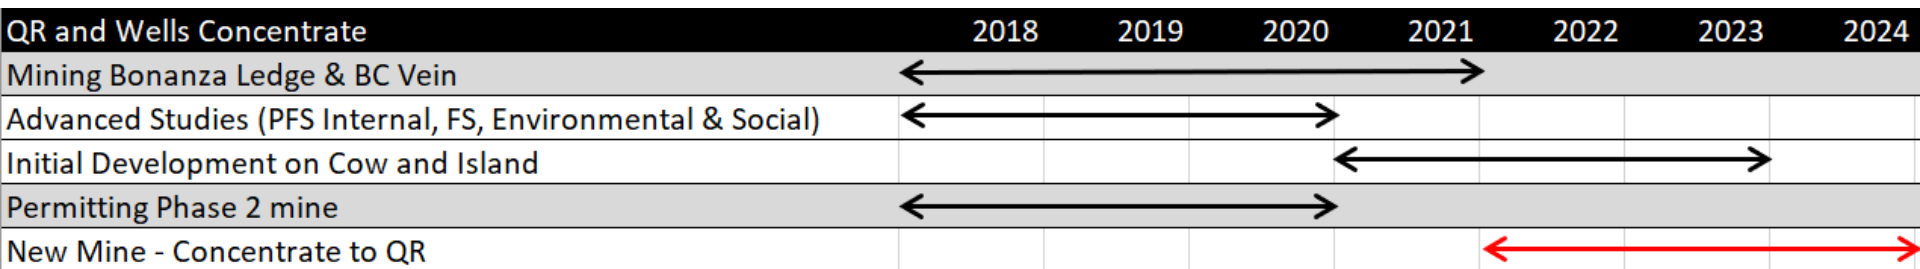 QR and Wells Concentrate 2018 2019 2020 2021 2022 2023 2024
Mining Bonanza Ledge & BC Vein
Advanced Studies (PFS Internal, FS, Environmental & Social)
Initial Development on Cow and Island
Permitting Phase 2 mine
New Mine - Concentrate to QR